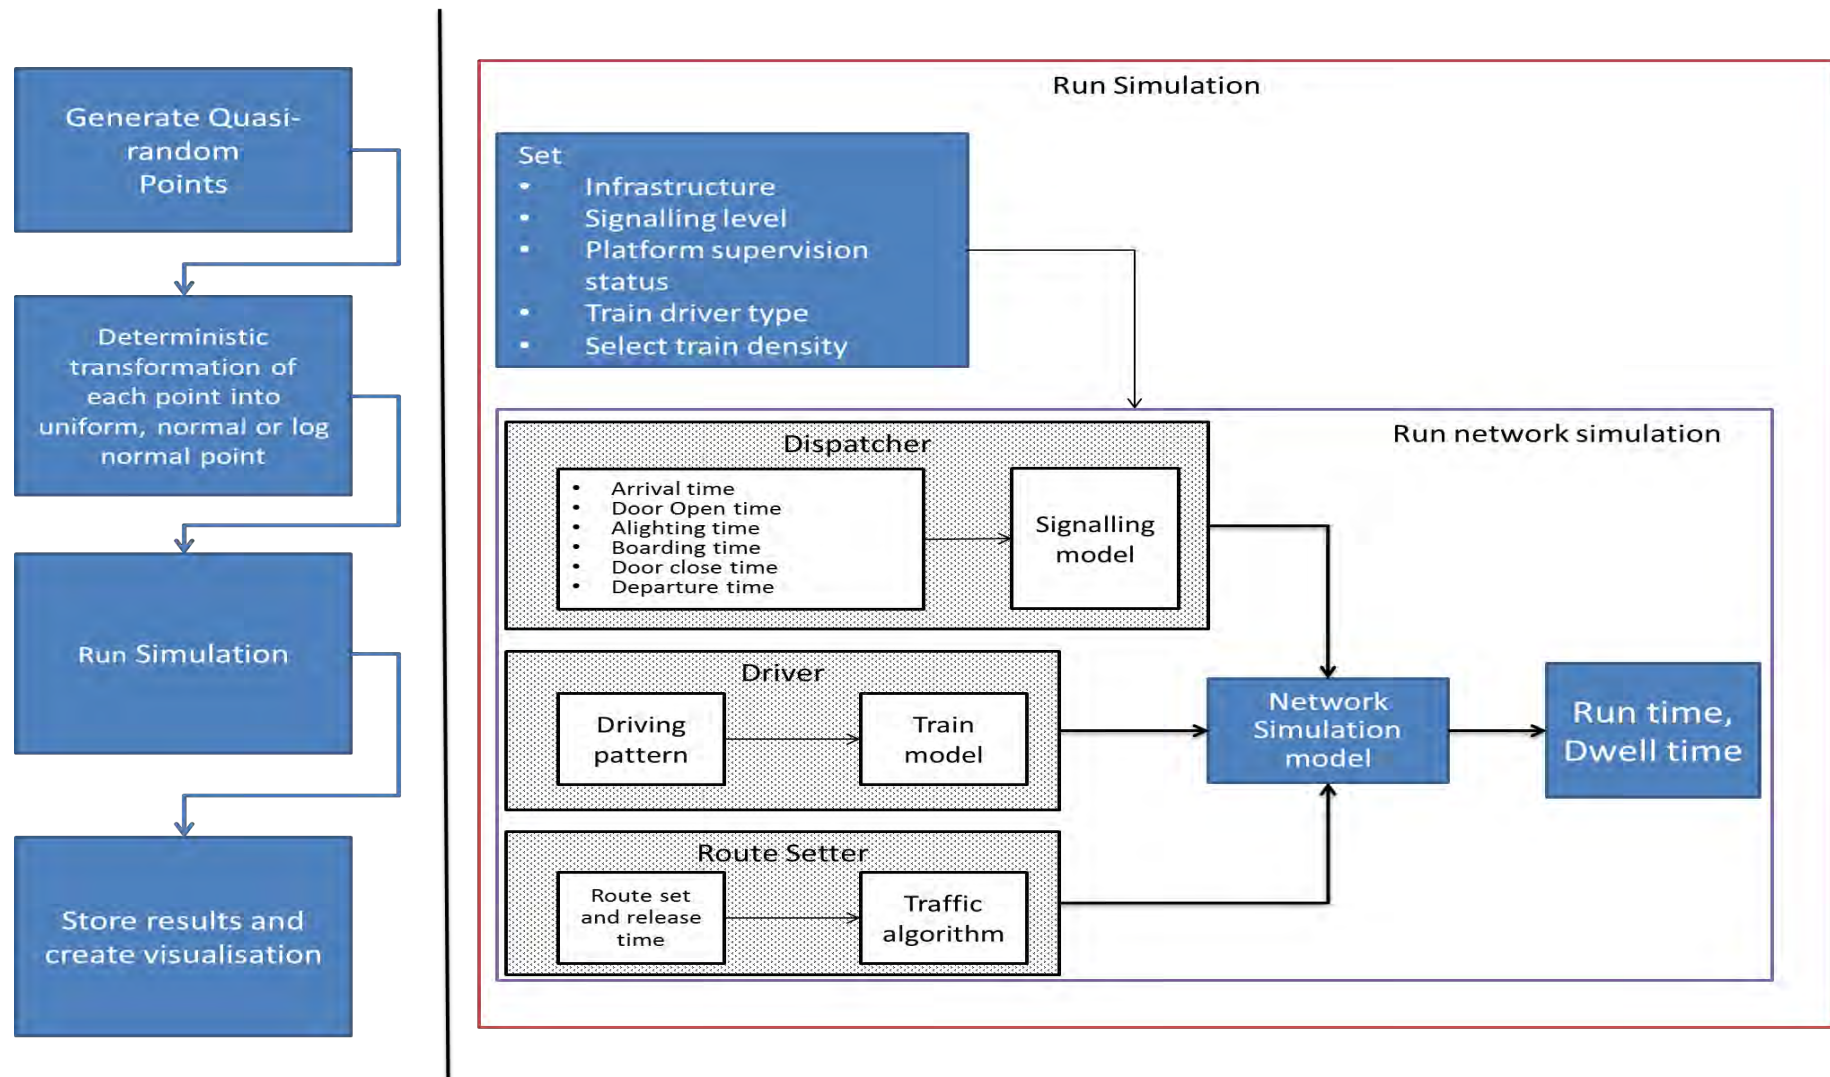 Generate Quasi-
random
Points
Deterministic
transformation of
each point into
uniform, normal or log
normal point
Run Simulation
Store results and
create visualisation
Run Simulation
Set
• Infrastructure
• Signalling level
• Platform supervision
status
• Train driver type
• Select train density
Run network simulation
Dispatcher
• Arrival time
• Door Open time
• Alighting time
• Boarding time
• Door close time
• Departure time
Signalling
model
Driver
Driving
pattern
Train
model
Route Setter
Route set
and release
time
Traffic
algorithm
Network
Simulation
model
Run time,
Dwell time